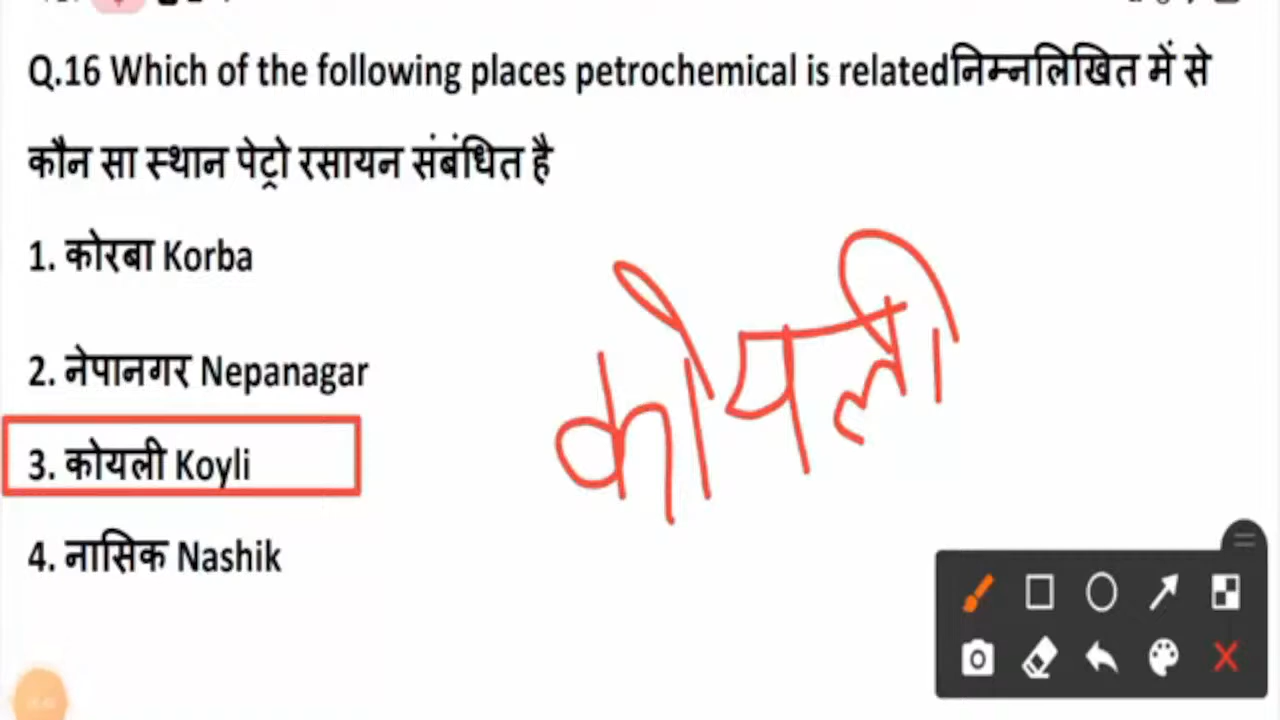 Q.16 Which of the following places petrochemical is relatedनिम्नलिखित में से
कौन सा स्थान पेट्रो रसायन संबंधित है
1. कोरबा Korba
2. नेपानगर Nepanagar
3. कोयली Koyli
4. नासिक Nashik
कोयली